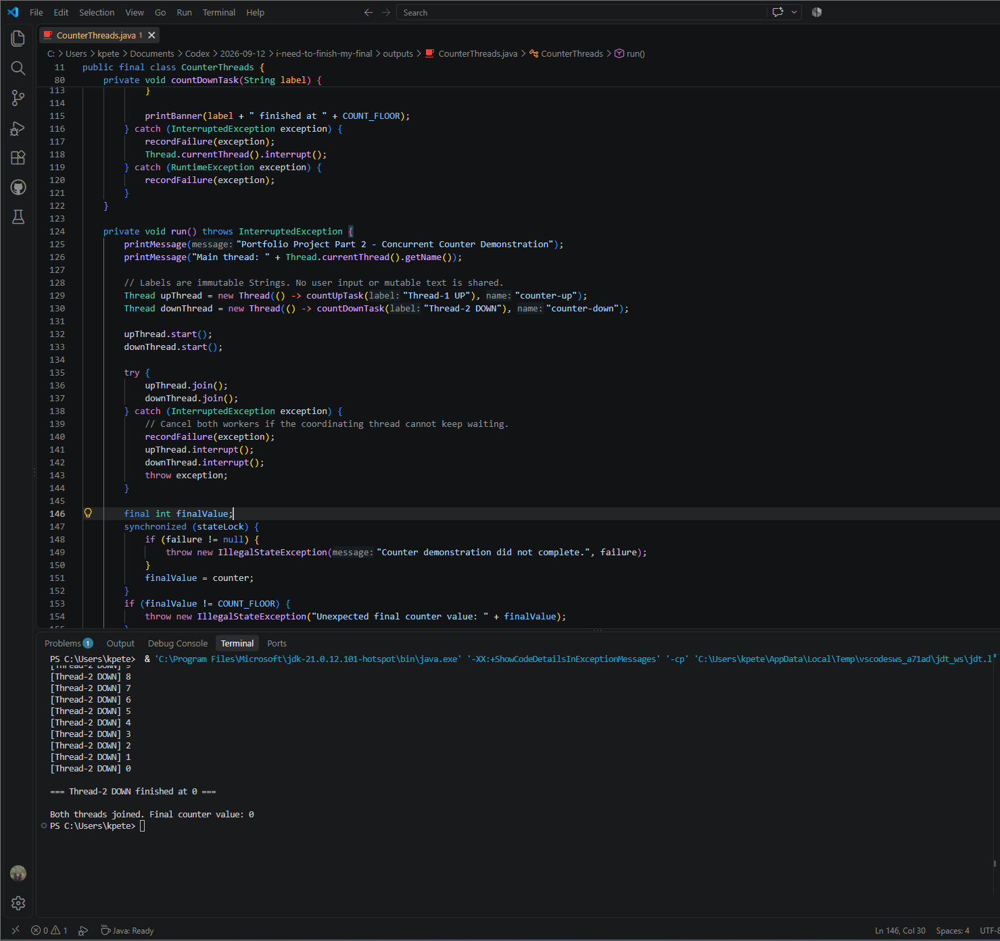 File Edit Selection View Go Run Terminal Help
Search
CounterThreads.java 1
C: > Users > kpete > Documents > Codex > 2026-09-12 > i-need-to-finish-my-final > outputs > CounterThreads.java > CounterThreads > run()
11 public final class CounterThreads {
80 private void countDownTask(String label) {
113 }
114
115 printBanner(label + " finished at " + COUNT_FLOOR);
116 } catch (InterruptedException exception) {
117 recordFailure(exception);
118 Thread.currentThread().interrupt();
119 } catch (RuntimeException exception) {
120 recordFailure(exception);
121 }
122 }
123
124 private void run() throws InterruptedException {
125 printMessage(message: "Portfolio Project Part 2 - Concurrent Counter Demonstration");
126 printMessage("Main thread: " + Thread.currentThread().getName());
127
128 // Labels are immutable Strings. No user input or mutable text is shared.
129 Thread upThread = new Thread(() -> countUpTask(label: "Thread-1 UP"), name: "counter-up");
130 Thread downThread = new Thread(() -> countDownTask(label: "Thread-2 DOWN"), name: "counter-down");
131
132 upThread.start();
133 downThread.start();
134
135 try {
136 upThread.join();
137 downThread.join();
138 } catch (InterruptedException exception) {
139 // Cancel both workers if the coordinating thread cannot keep waiting.
140 recordFailure(exception);
141 upThread.interrupt();
142 downThread.interrupt();
143 throw exception;
144 }
145
146 final int finalValue;
147 synchronized (stateLock) {
148 if (failure != null) {
149 throw new IllegalStateException(message: "Counter demonstration did not complete.", failure);
150 }
151 finalValue = counter;
152 }
153 if (finalValue != COUNT_FLOOR) {
154 throw new IllegalStateException("Unexpected final counter value: " + finalValue);
155 }
Problems 1 Output Debug Console Terminal Ports
PS C:\Users\kpete> & 'C:\Program Files\Microsoft\jdk-21.0.12.101-hotspot\bin\java.exe' '-XX:+ShowCodeDetailsInExceptionMessages' '-cp' 'C:\Users\kpete\AppData\Local\Temp\vscodesws_a71ad\jdt_ws\jdt.l
[Thread-2 DOWN] 9
[Thread-2 DOWN] 8
[Thread-2 DOWN] 7
[Thread-2 DOWN] 6
[Thread-2 DOWN] 5
[Thread-2 DOWN] 4
[Thread-2 DOWN] 3
[Thread-2 DOWN] 2
[Thread-2 DOWN] 1
[Thread-2 DOWN] 0
=== Thread-2 DOWN finished at 0 ===
Both threads joined. Final counter value: 0
PS C:\Users\kpete>
0 1 Java: Ready Ln 146, Col 30 Spaces: 4 UTF-8